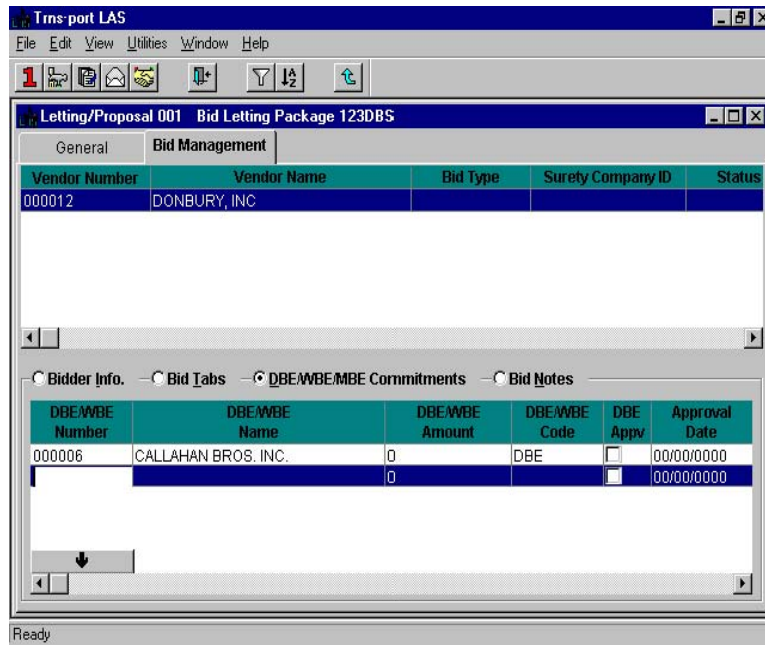 Trns·port LAS
File Edit View Utilities Window Help
Letting/Proposal 001 Bid Letting Package 123DBS
General Bid Management
Vendor Number Vendor Name Bid Type Surety Company ID Status
000012 DONBURY, INC
Bidder Info. Bid Tabs DBE/WBE/MBE Commitments Bid Notes
DBE/WBE Number DBE/WBE Name DBE/WBE Amount DBE/WBE Code DBE Appv Approval Date
000006 CALLAHAN BROS. INC. 0 DBE 00/00/0000
0 00/00/0000
Ready